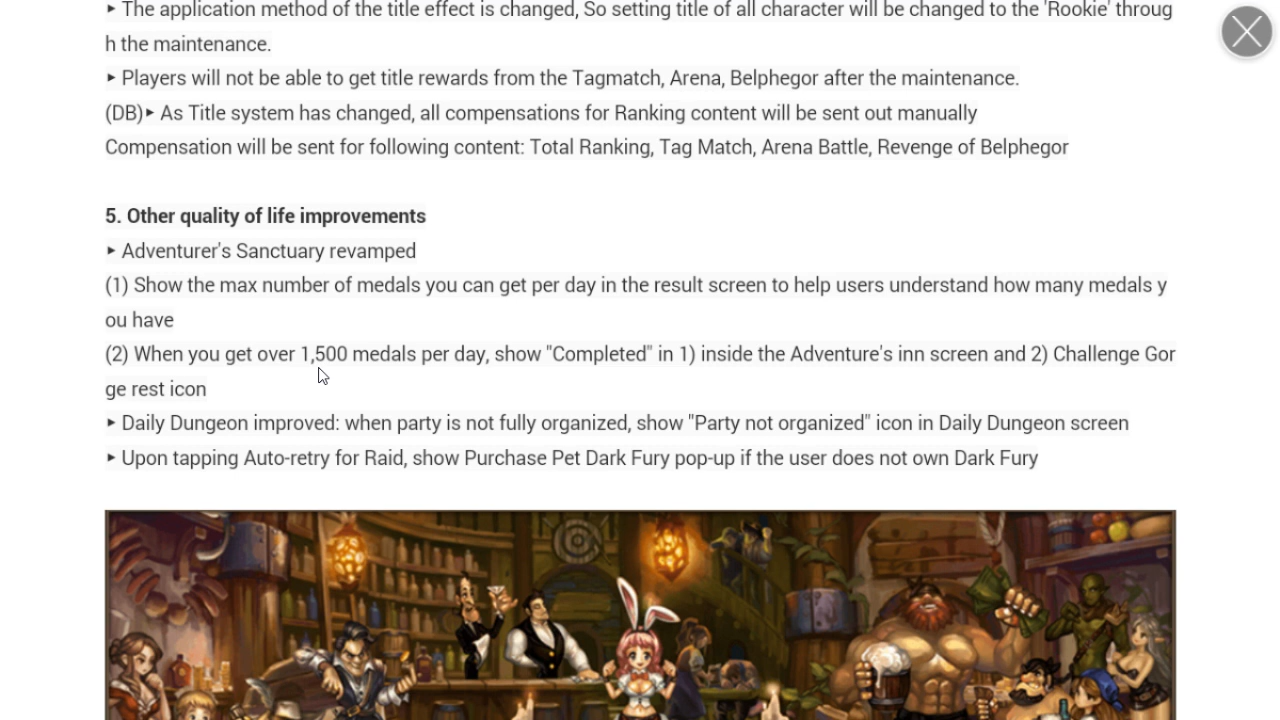 ‣ The application method of the title effect is changed, So setting title of all character will be changed to the 'Rookie' throug
h the maintenance.
‣ Players will not be able to get title rewards from the Tagmatch, Arena, Belphegor after the maintenance.
(DB)‣ As Title system has changed, all compensations for Ranking content will be sent out manually
Compensation will be sent for following content: Total Ranking, Tag Match, Arena Battle, Revenge of Belphegor
5. Other quality of life improvements
‣ Adventurer's Sanctuary revamped
(1) Show the max number of medals you can get per day in the result screen to help users understand how many medals y
ou have
(2) When you get over 1,500 medals per day, show "Completed" in 1) inside the Adventure's inn screen and 2) Challenge Gor
ge rest icon
‣ Daily Dungeon improved: when party is not fully organized, show "Party not organized" icon in Daily Dungeon screen
‣ Upon tapping Auto-retry for Raid, show Purchase Pet Dark Fury pop-up if the user does not own Dark Fury